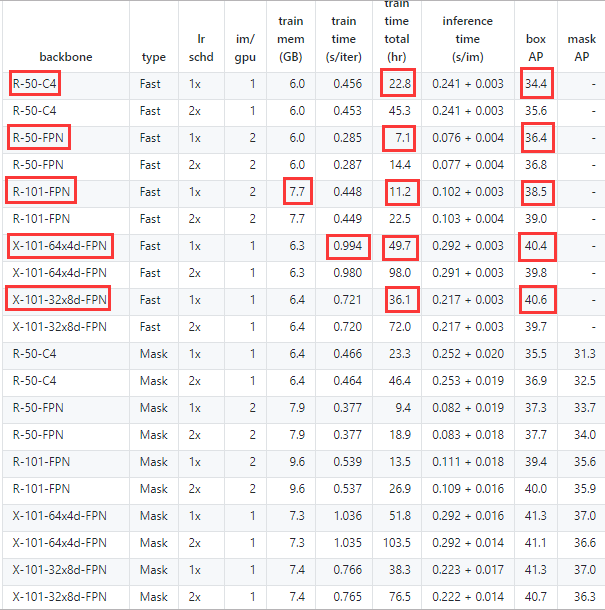 backbone type lr schd im/ gpu train mem (GB) train time (s/iter) train time total (hr) inference time (s/im) box AP mask AP
R-50-C4 Fast 1x 1 6.0 0.456 22.8 0.241 + 0.003 34.4 -
R-50-C4 Fast 2x 1 6.0 0.453 45.3 0.241 + 0.003 35.6 -
R-50-FPN Fast 1x 2 6.0 0.285 7.1 0.076 + 0.004 36.4 -
R-50-FPN Fast 2x 2 6.0 0.287 14.4 0.077 + 0.004 36.8 -
R-101-FPN Fast 1x 2 7.7 0.448 11.2 0.102 + 0.003 38.5 -
R-101-FPN Fast 2x 2 7.7 0.449 22.5 0.103 + 0.004 39.0 -
X-101-64x4d-FPN Fast 1x 1 6.3 0.994 49.7 0.292 + 0.003 40.4 -
X-101-64x4d-FPN Fast 2x 1 6.3 0.980 98.0 0.291 + 0.003 39.8 -
X-101-32x8d-FPN Fast 1x 1 6.4 0.721 36.1 0.217 + 0.003 40.6 -
X-101-32x8d-FPN Fast 2x 1 6.4 0.720 72.0 0.217 + 0.003 39.7 -
R-50-C4 Mask 1x 1 6.4 0.466 23.3 0.252 + 0.020 35.5 31.3
R-50-C4 Mask 2x 1 6.4 0.464 46.4 0.253 + 0.019 36.9 32.5
R-50-FPN Mask 1x 2 7.9 0.377 9.4 0.082 + 0.019 37.3 33.7
R-50-FPN Mask 2x 2 7.9 0.377 18.9 0.083 + 0.018 37.7 34.0
R-101-FPN Mask 1x 2 9.6 0.539 13.5 0.111 + 0.018 39.4 35.6
R-101-FPN Mask 2x 2 9.6 0.537 26.9 0.109 + 0.016 40.0 35.9
X-101-64x4d-FPN Mask 1x 1 7.3 1.036 51.8 0.292 + 0.016 41.3 37.0
X-101-64x4d-FPN Mask 2x 1 7.3 1.035 103.5 0.292 + 0.014 41.1 36.6
X-101-32x8d-FPN Mask 1x 1 7.4 0.766 38.3 0.223 + 0.017 41.3 37.0
X-101-32x8d-FPN Mask 2x 1 7.4 0.765 76.5 0.222 + 0.014 40.7 36.3